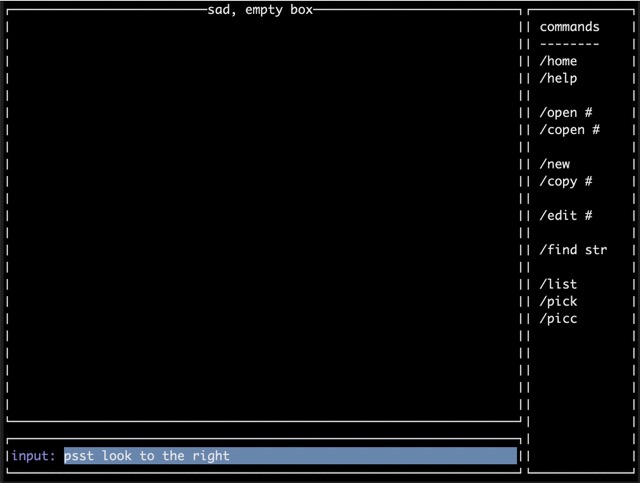 sad, empty box
commands
--------
/home
/help
/open #
/copen #
/new
/copy #
/edit #
/find str
/list
/pick
/picc
input: psst look to the right